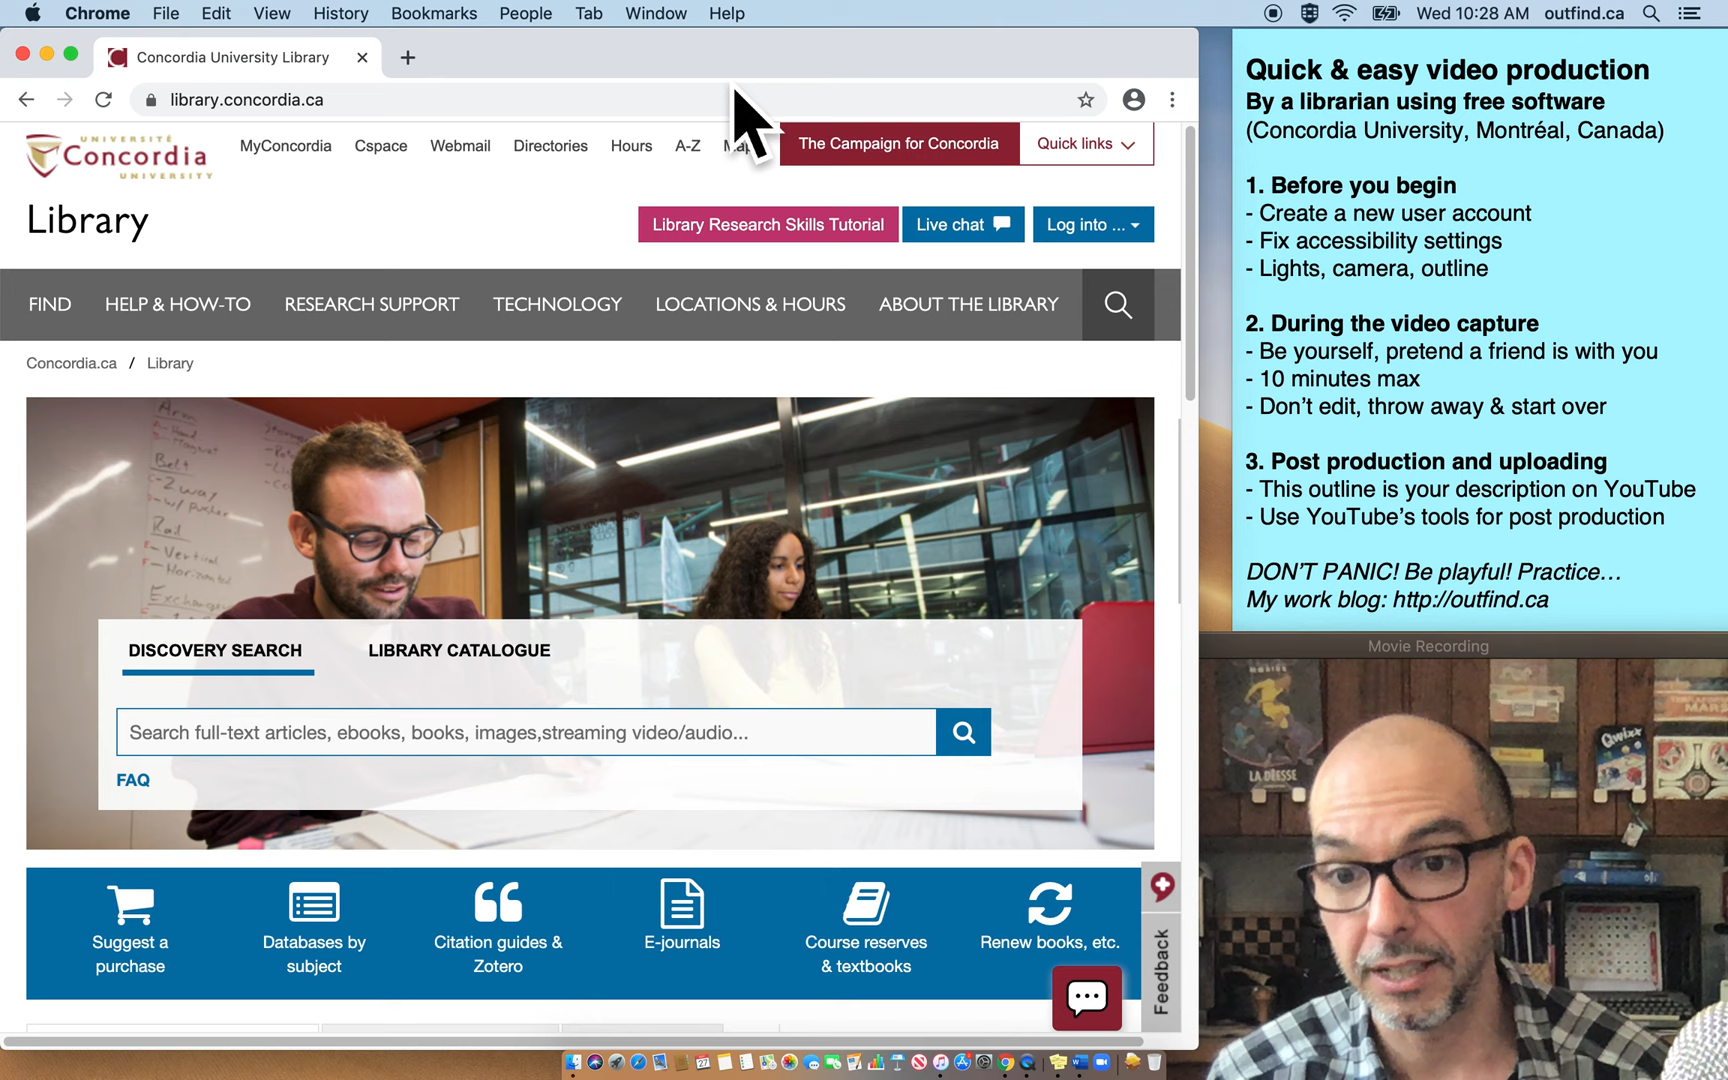 Chrome File Edit View History Bookmarks People Tab Window Help
Wed 10:28 AM outfind.ca
Concordia University Library
library.concordia.ca
UNIVERSITÉ
Concordia
UNIVERSITY
MyConcordia Cspace Webmail Directories Hours A-Z
The Campaign for Concordia
Quick links
Library
Library Research Skills Tutorial
Live chat
Log into ...
FIND HELP & HOW-TO RESEARCH SUPPORT TECHNOLOGY LOCATIONS & HOURS ABOUT THE LIBRARY
Concordia.ca / Library
Belt
DISCOVERY SEARCH LIBRARY CATALOGUE
Search full-text articles, ebooks, books, images,streaming video/audio...
FAQ
Suggest a
purchase
Databases by
subject
Citation guides &
Zotero
E-journals
Course reserves
& textbooks
Renew books, etc.
Feedback
Quick & easy video production
By a librarian using free software
(Concordia University, Montréal, Canada)
1. Before you begin
- Create a new user account
- Fix accessibility settings
- Lights, camera, outline
2. During the video capture
- Be yourself, pretend a friend is with you
- 10 minutes max
- Don't edit, throw away & start over
3. Post production and uploading
- This outline is your description on YouTube
- Use YouTube's tools for post production
DON'T PANIC! Be playful! Practice...
My work blog: http://outfind.ca
Movie Recording
LA DÉESSE
Qwixx